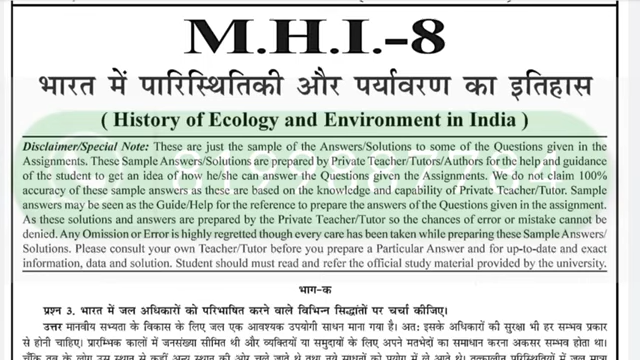 M.H.I.-8
भारत में पारिस्थितिकी और पर्यावरण का इतिहास
( History of Ecology and Environment in India )
Disclaimer/Special Note: These are just the sample of the Answers/Solutions to some of the Questions given in the
Assignments. These Sample Answers/Solutions are prepared by Private Teacher/Tutors/Authors for the help and guidance
of the student to get an idea of how he/she can answer the Questions given the Assignments. We do not claim 100%
accuracy of these sample answers as these are based on the knowledge and capability of Private Teacher/Tutor. Sample
answers may be seen as the Guide/Help for the reference to prepare the answers of the Questions given in the assignment.
As these solutions and answers are prepared by the Private Teacher/Tutor so the chances of error or mistake cannot be
denied. Any Omission or Error is highly regretted though every care has been taken while preparing these Sample Answers/
Solutions. Please consult your own Teacher/Tutor before you prepare a Particular Answer and for up-to-date and exact
information, data and solution. Student should must read and refer the official study material provided by the university.
भाग-क
प्रश्न 3. भारत में जल अधिकारों को परिभाषित करने वाले विभिन्न सिद्धांतों पर चर्चा कीजिए।
उत्तर मानवीय सभ्यता के विकास के लिए जल एक आवश्यक उपयोगी साधन माना गया है। अत: इसके अधिकारों की सुरक्षा भी हर सम्भव प्रकार
से होनी चाहिए। प्रारम्भिक कालों में जनसंख्या सीमित थी और व्यक्तियों या समुदायों के लिए अपने मतभेदों का समाधान करना अकसर सम्भव होता था।